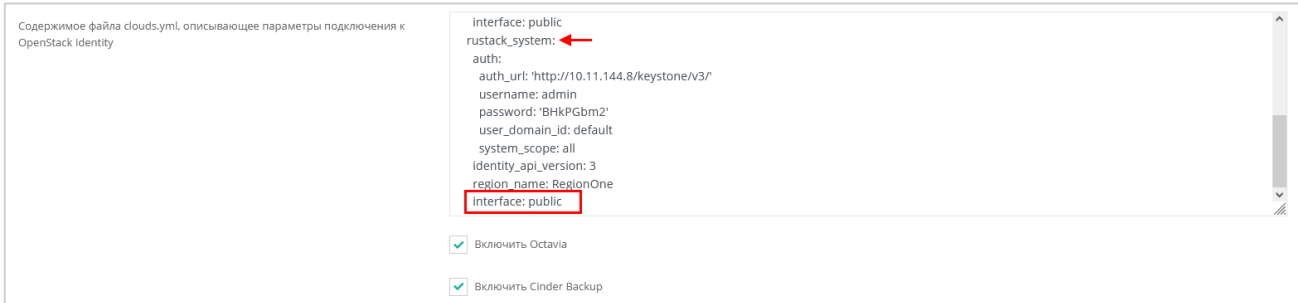 Содержимое файла clouds.yml, описывающее параметры подключения к
OpenStack Identity
interface: public
rustack_system:
auth:
auth_url: 'http://10.11.144.8/keystone/v3/'
username: admin
password: 'BHkPGbm2'
user_domain_id: default
system_scope: all
identity_api_version: 3
region_name: RegionOne
interface: public
Включить Octavia
Включить Cinder Backup